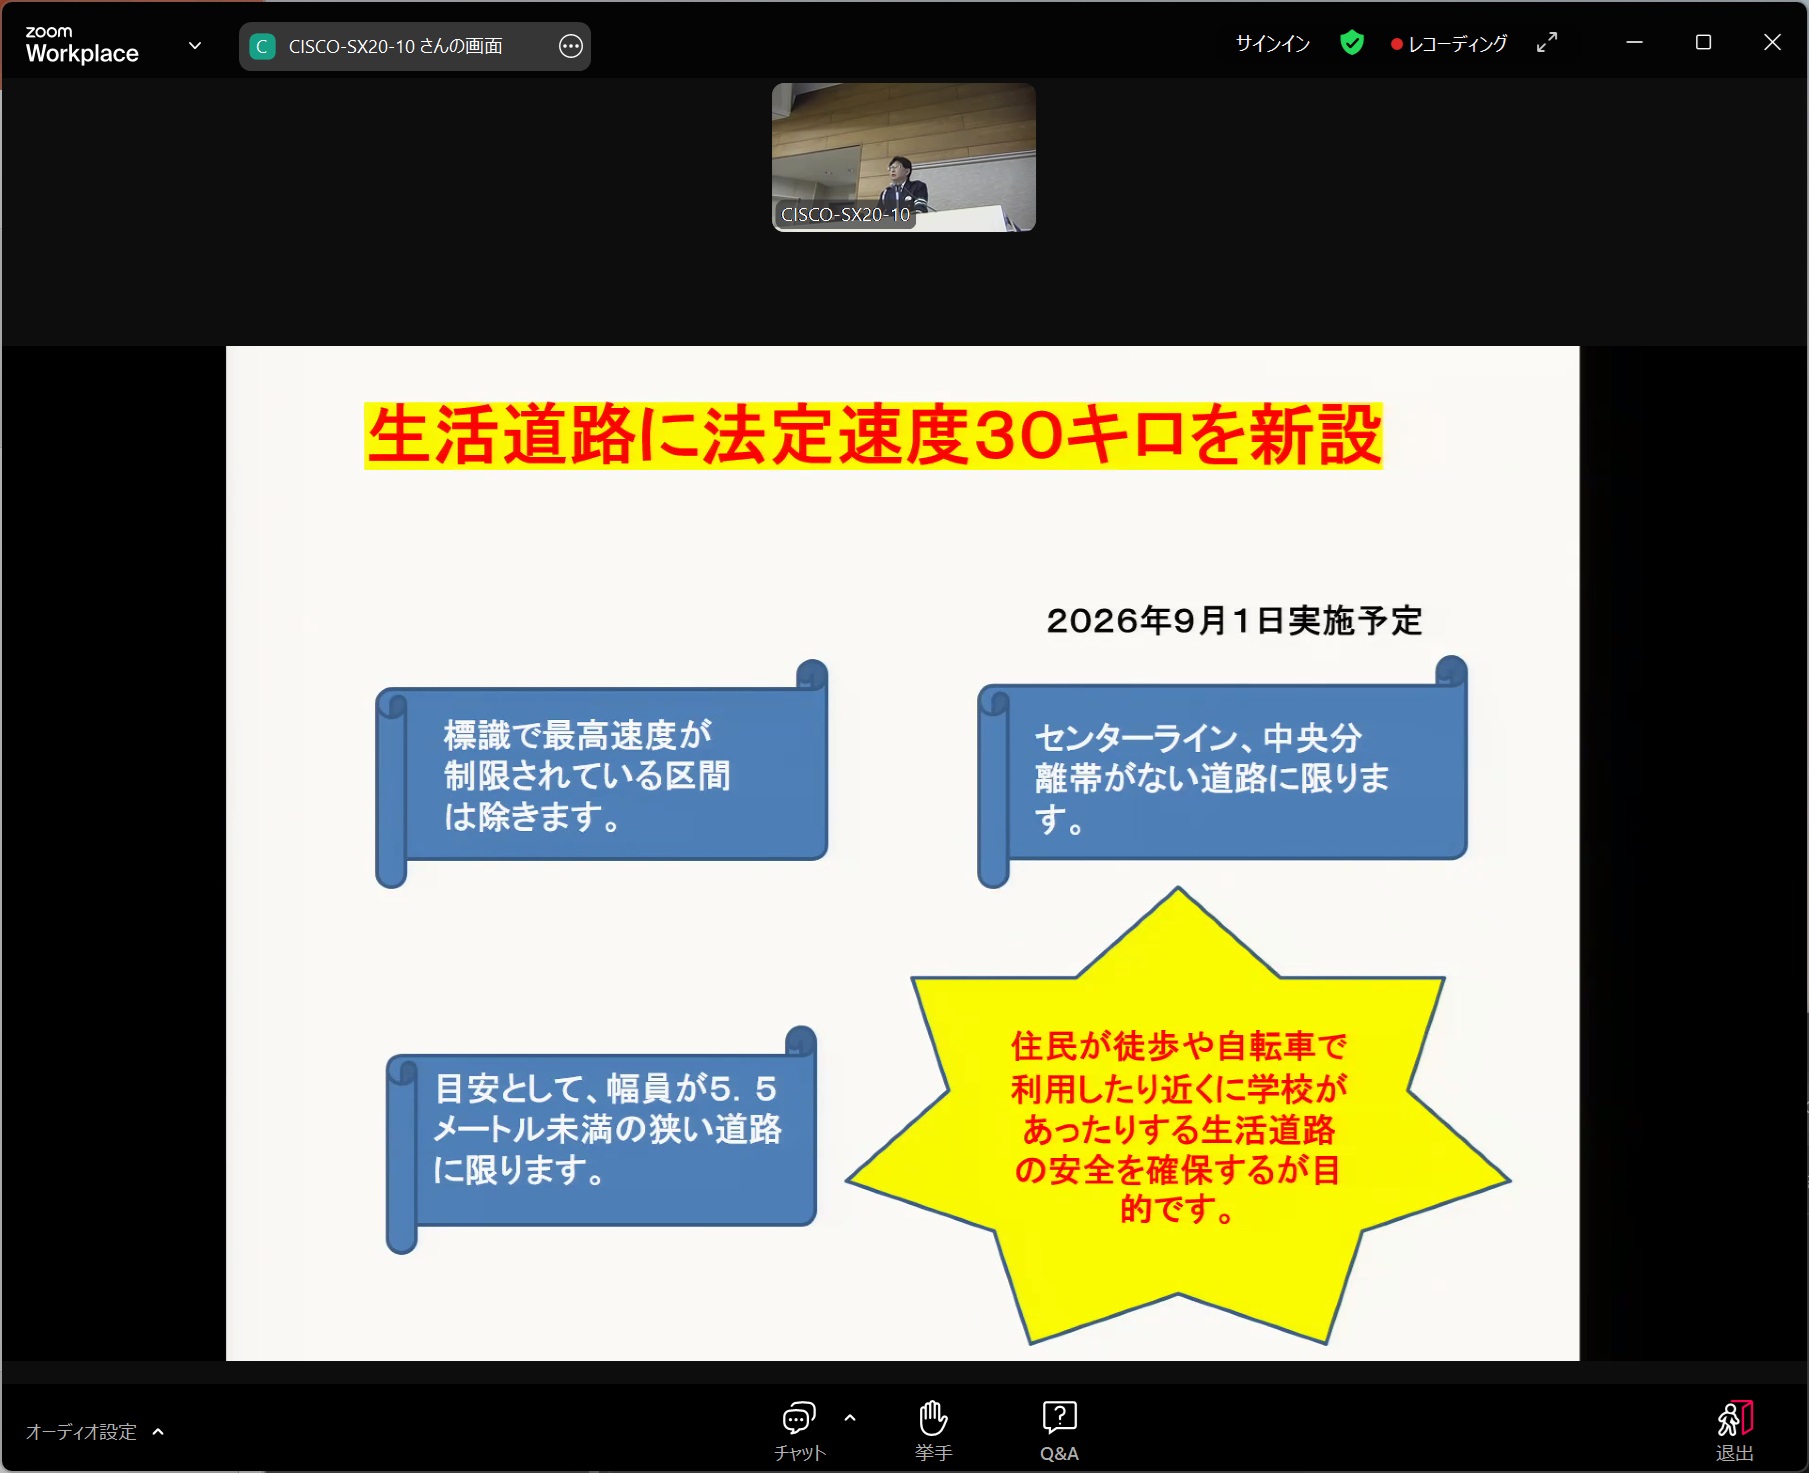 zoom
Workplace
C CISCO-SX20-10 さんの画面
サインイン
レコーディング
CISCO-SX20-10
生活道路に法定速度30キロを新設
2026年9月1日実施予定
標識で最高速度が
制限されている区間
は除きます。
センターライン、中央分
離帯がない道路に限りま
す。
目安として、幅員が5.5
メートル未満の狭い道路
に限ります。
住民が徒歩や自転車で
利用したり近くに学校が
あったりする生活道路
の安全を確保するが目
的です。
オーディオ設定
チャット
挙手
Q&A
退出